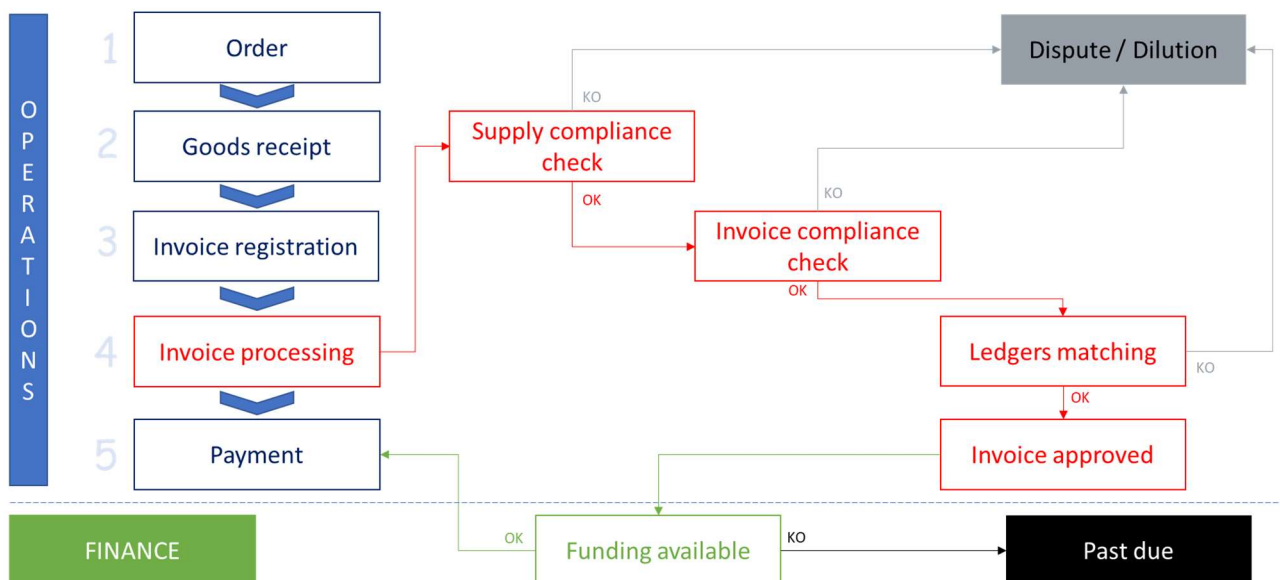 OPERATIONS
1
Order
2
Goods receipt
3
Invoice registration
4
Invoice processing
5
Payment
Dispute / Dilution
KO
Supply compliance
check
OK
KO
Invoice compliance
check
OK
Ledgers matching
KO
OK
Invoice approved
FINANCE
OK
Funding available
KO
Past due